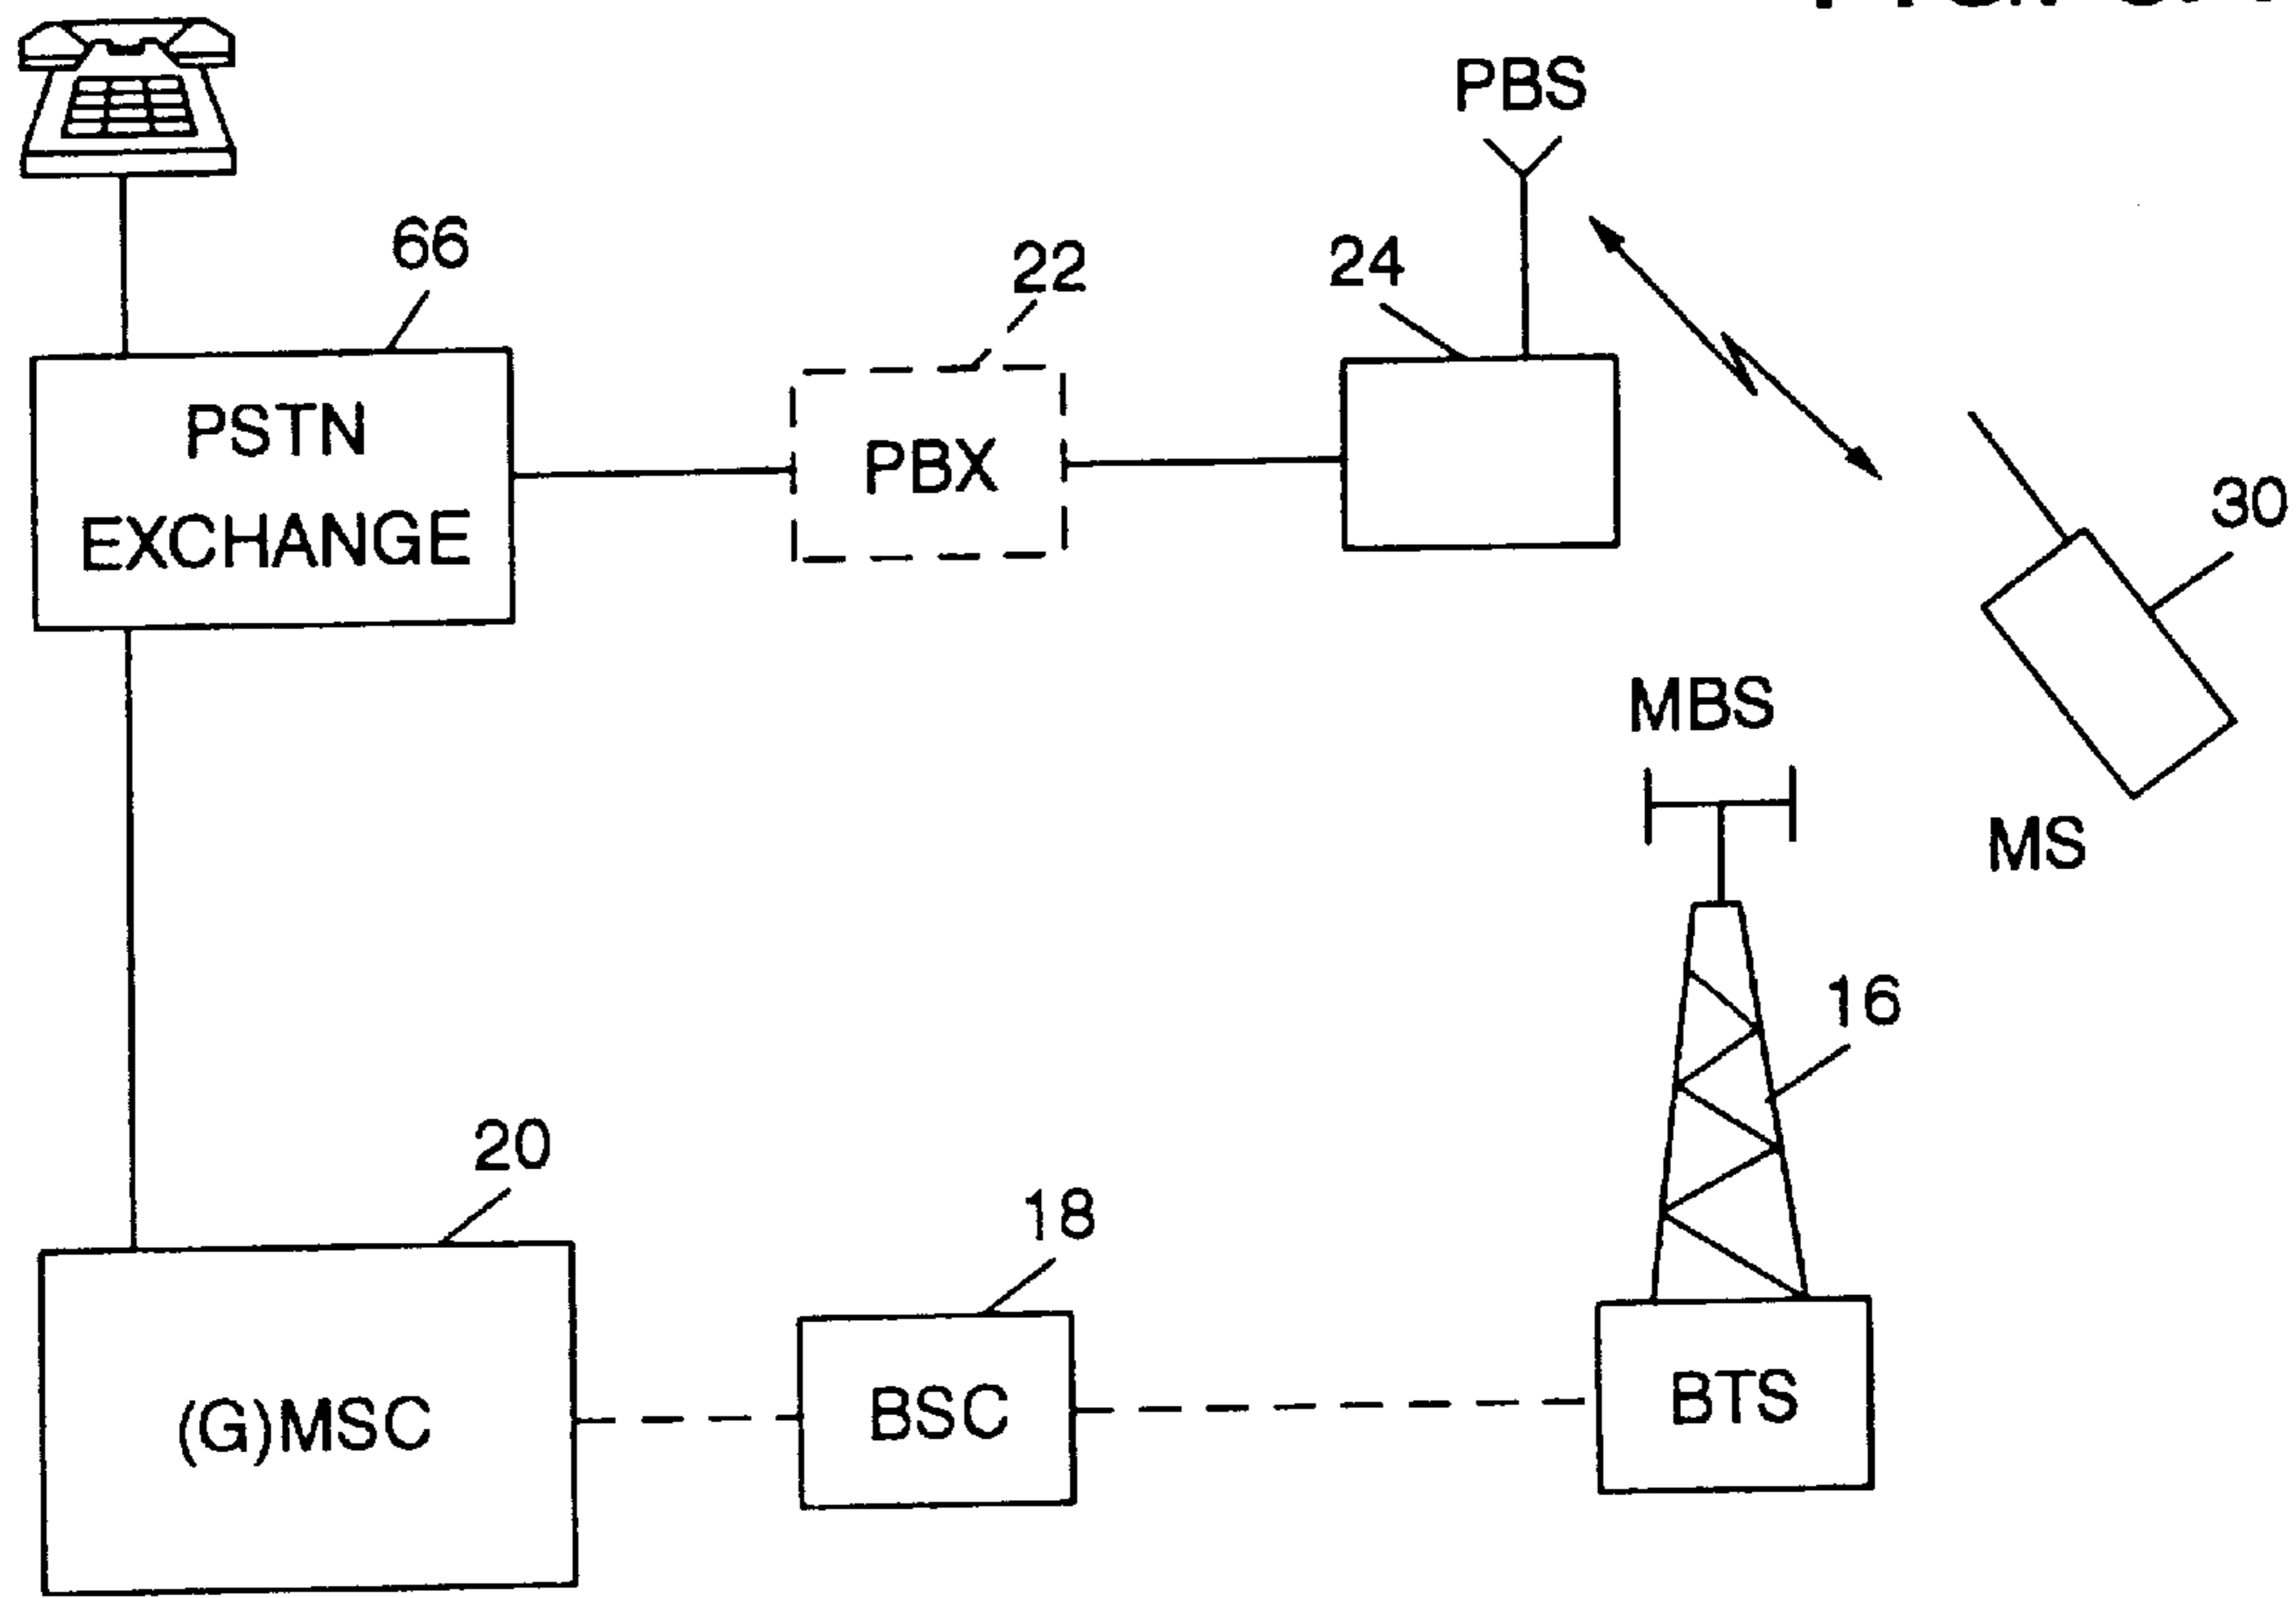 PBS
66
22
24
PSTN
EXCHANGE
PBX
30
MBS
MS
16
20
18
(G)MSC
BSC
BTS